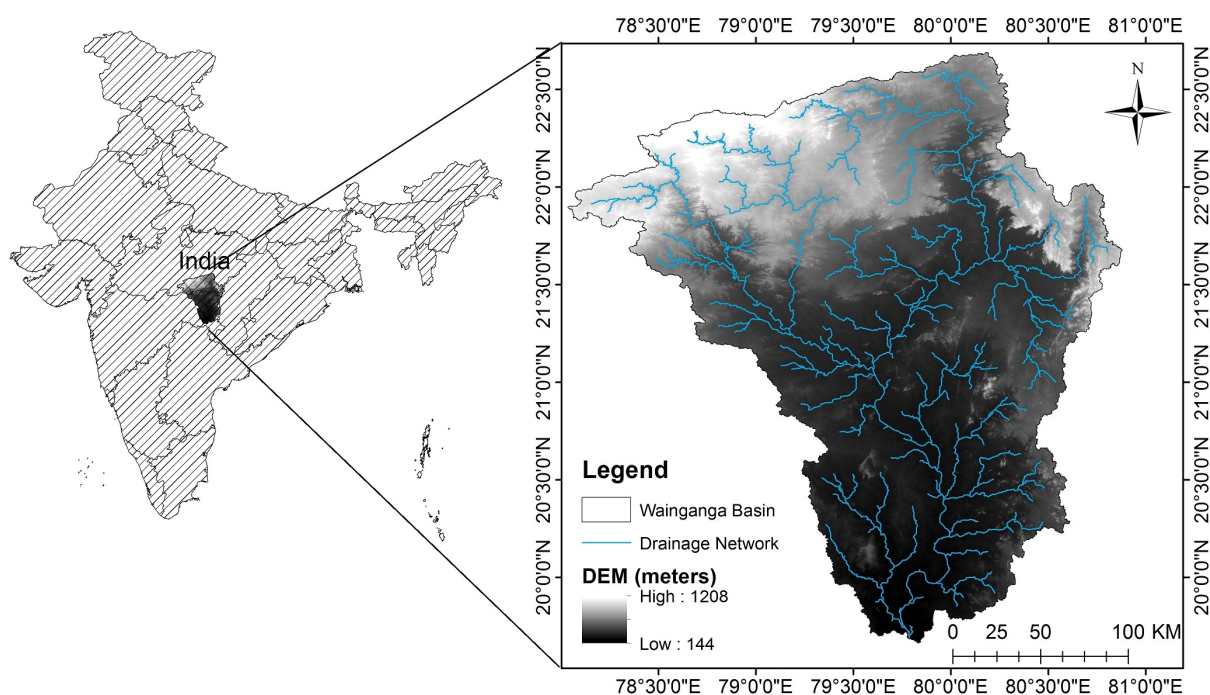 78°30'0"E 79°0'0"E 79°30'0"E 80°0'0"E 80°30'0"E 81°0'0"E
N
India
22°30'0"N
22°0'0"N
21°30'0"N
21°0'0"N
20°30'0"N
20°0'0"N
22°30'0"N
22°0'0"N
21°30'0"N
21°0'0"N
20°30'0"N
20°0'0"N
Legend
Wainganga Basin
Drainage Network
DEM (meters)
High : 1208
Low : 144
0 25 50 100 KM
78°30'0"E 79°0'0"E 79°30'0"E 80°0'0"E 80°30'0"E 81°0'0"E